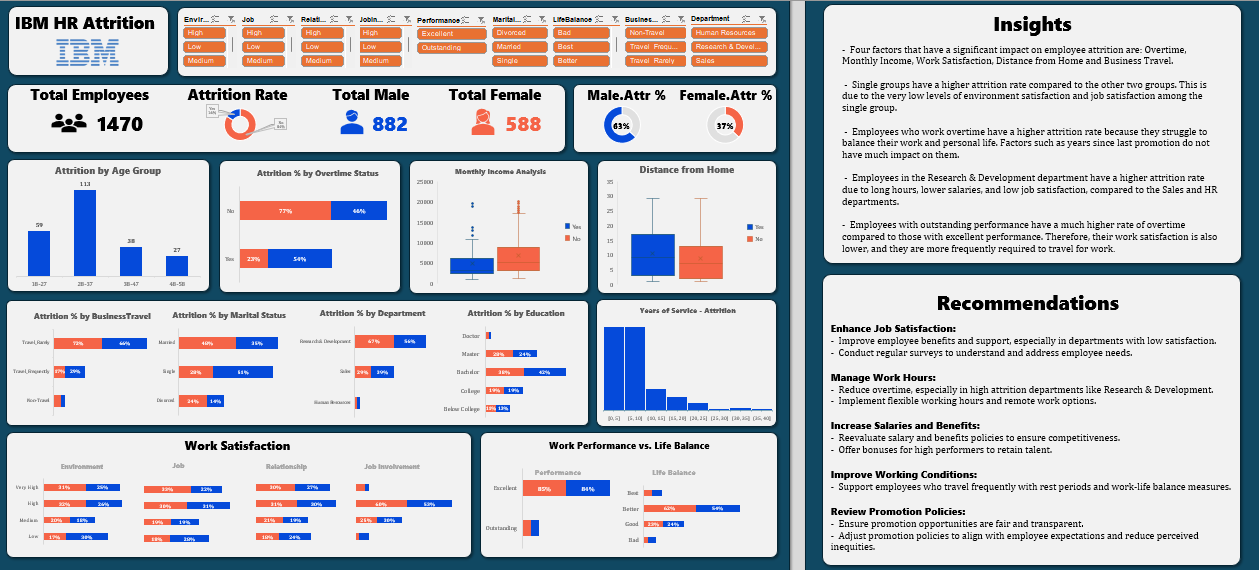 IBM HR Attrition
IBM
Envir...
High
Low
Medium
Job
High
Low
Medium
Relati...
High
Low
Medium
Jobin...
High
Low
Medium
Performance
Excellent
Outstanding
Marital...
Divorced
Married
Single
LifeBalance
Bad
Best
Better
Busines...
Non-Travel
Travel_Frequ...
Travel_Rarely
Department
Human Resources
Research & Devel...
Sales
Total Employees
1470
Attrition Rate
Yes
No
Total Male
882
Total Female
588
Male.Attr %
63%
Female.Attr %
37%
Attrition by Age Group
59
113
38
27
18-27
28-37
38-47
48-58
Attrition % by Overtime Status
No 77% 46%
Yes 23% 54%
Monthly Income Analysis
25000
20000
15000
10000
5000
0
Yes
No
Distance from Home
35
30
25
20
15
10
5
0
Yes
No
Attrition % by BusinessTravel
Travel_Rarely 72% 66%
Travel_Frequently 17% 29%
Non-Travel
Attrition % by Marital Status
Married 48% 35%
Single 28% 51%
Divorced 24% 14%
Attrition % by Department
Research & Development 67% 56%
Sales 29% 39%
Human Resources
Attrition % by Education
Doctor
Master 28% 24%
Bachelor 38% 42%
College 19% 19%
Below College 11% 13%
Years of Service - Attrition
[0, 5] (5, 10] (10, 15] (15, 20] (20, 25] (25, 30] (30, 35] (35, 40]
Work Satisfaction
Environment
Very High 31% 25%
High 32% 26%
Medium 20% 18%
Low 17% 30%
Job
33% 22%
30% 31%
19% 19%
19% 28%
Relationship
30% 27%
31% 30%
21% 19%
18% 24%
Job Involvement
60% 53%
25% 30%
Work Performance vs. Life Balance
Performance
Excellent 85% 84%
Outstanding
Life Balance
Best
Better 62% 54%
Good 23% 24%
Bad
Insights
- Four factors that have a significant impact on employee attrition are: Overtime,
Monthly Income, Work Satisfaction, Distance from Home and Business Travel.
- Single groups have a higher attrition rate compared to the other two groups. This is
due to the very low levels of environment satisfaction and job satisfaction among the
single group.
- Employees who work overtime have a higher attrition rate because they struggle to
balance their work and personal life. Factors such as years since last promotion do not
have much impact on them.
- Employees in the Research & Development department have a higher attrition rate
due to long hours, lower salaries, and low job satisfaction, compared to the Sales and HR
departments.
- Employees with outstanding performance have a much higher rate of overtime
compared to those with excellent performance. Therefore, their work satisfaction is also
lower, and they are more frequently required to travel for work.
Recommendations
Enhance Job Satisfaction:
- Improve employee benefits and support, especially in departments with low satisfaction.
- Conduct regular surveys to understand and address employee needs.
Manage Work Hours:
- Reduce overtime, especially in high attrition departments like Research & Development.
- Implement flexible working hours and remote work options.
Increase Salaries and Benefits:
- Reevaluate salary and benefits policies to ensure competitiveness.
- Offer bonuses for high performers to retain talent.
Improve Working Conditions:
- Support employees who travel frequently with rest periods and work-life balance measures.
Review Promotion Policies:
- Ensure promotion opportunities are fair and transparent.
- Adjust promotion policies to align with employee expectations and reduce perceived
inequities.